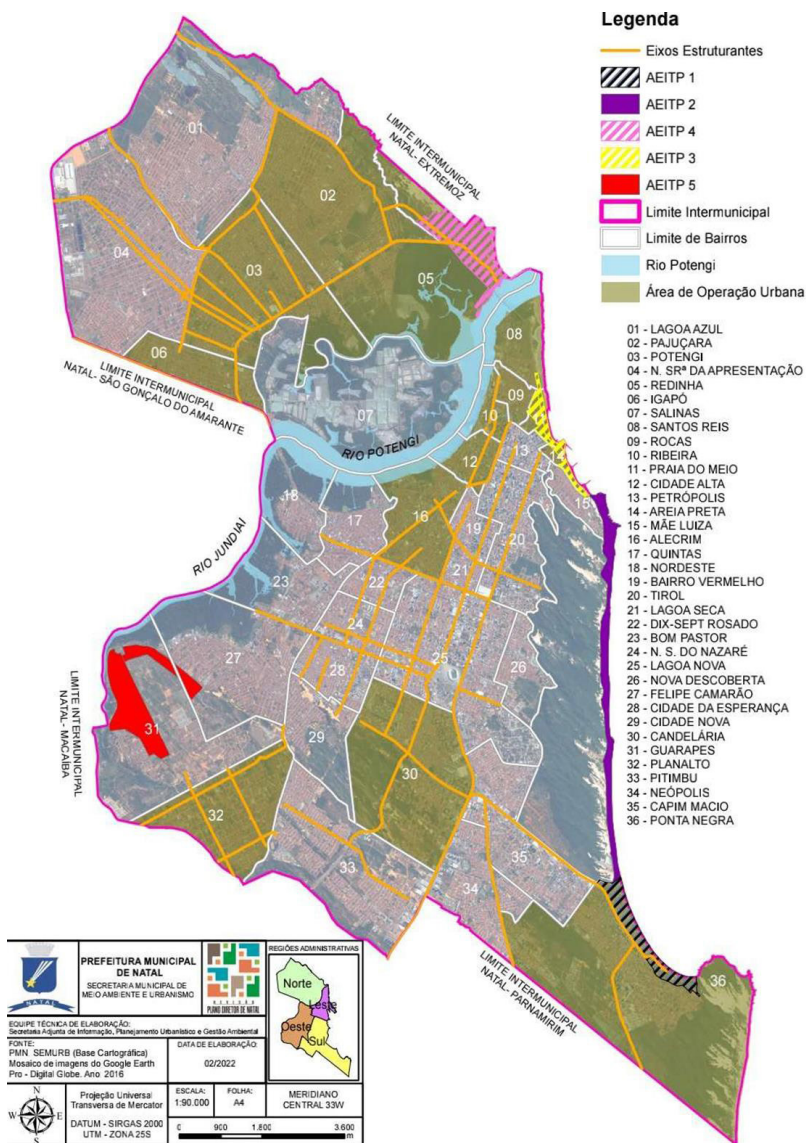 Legenda
Eixos Estruturantes
AEITP 1
AEITP 2
AEITP 4
AEITP 3
AEITP 5
Limite Intermunicipal
Limite de Bairros
Rio Potengi
Área de Operação Urbana
01 - LAGOA AZUL
02 - PAJUÇARA
03 - POTENGI
04 - N. SRª DA APRESENTAÇÃO
05 - REDINHA
06 - IGAPÓ
07 - SALINAS
08 - SANTOS REIS
09 - ROCAS
10 - RIBEIRA
11 - PRAIA DO MEIO
12 - CIDADE ALTA
13 - PETRÓPOLIS
14 - AREIA PRETA
15 - MÃE LUIZA
16 - ALECRIM
17 - QUINTAS
18 - NORDESTE
19 - BAIRRO VERMELHO
20 - TIROL
21 - LAGOA SECA
22 - DIX-SEPT ROSADO
23 - BOM PASTOR
24 - N. S. DO NAZARÉ
25 - LAGOA NOVA
26 - NOVA DESCOBERTA
27 - FELIPE CAMARÃO
28 - CIDADE DA ESPERANÇA
29 - CIDADE NOVA
30 - CANDELÁRIA
31 - GUARAPES
32 - PLANALTO
33 - PITIMBU
34 - NEÓPOLIS
35 - CAPIM MACIO
36 - PONTA NEGRA
LIMITE INTERMUNICIPAL
NATAL- EXTREMOZ
01
02
03
04
05
06
LIMITE INTERMUNICIPAL
NATAL- SÃO GONÇALO DO AMARANTE
07
RIO POTENGI
08
09
10
12
13
15
16
17
18
19
20
RIO JUNDIAI
21
22
23
24
25
26
27
28
29
30
31
LIMITE INTERMUNICIPAL
NATAL- MACAÍBA
32
33
34
35
36
LIMITE INTERMUNICIPAL
NATAL- PARNAMIRIM
NATAL
PREFEITURA MUNICIPAL
DE NATAL
SECRETARIA MUNICIPAL DE
MEIO AMBIENTE E URBANISMO
REVISÃO
PLANO DIRETOR DE NATAL
REGIÕES ADMINISTRATIVAS
Norte
Leste
Oeste
Sul
EQUIPE TÉCNICA DE ELABORAÇÃO:
Secretaria Adjunta de Informação, Planejamento Urbanístico e Gestão Ambiental
FONTE:
PMN SEMURB (Base Cartográfica)
Mosaico de imagens do Google Earth
Pro - Digital Globe. Ano 2016
DATA DE ELABORAÇÃO:
02/2022
N
W
E
S
Projeção Universal
Transversa de Mercator
DATUM - SIRGAS 2000
UTM - ZONA 25S
ESCALA:
1:90.000
FOLHA:
A4
MERIDIANO
CENTRAL 33W
0 900 1.800 3.600
m